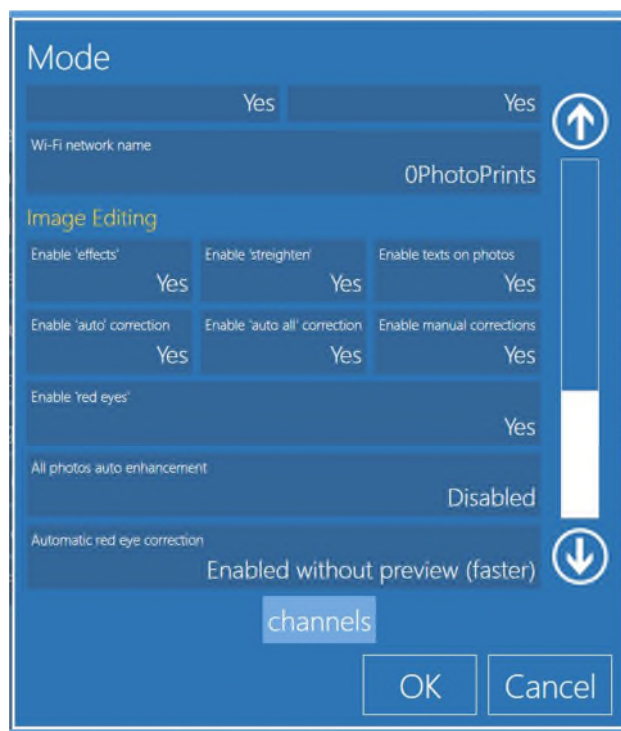 Mode
Yes Yes
Wi-Fi network name
0PhotoPrints
Image Editing
Enable 'effects' Enable 'streighten' Enable texts on photos
Yes Yes Yes
Enable 'auto' correction Enable 'auto all' correction Enable manual corrections
Yes Yes Yes
Enable 'red eyes'
Yes
All photos auto enhancement
Disabled
Automatic red eye correction
Enabled without preview (faster)
channels
OK Cancel